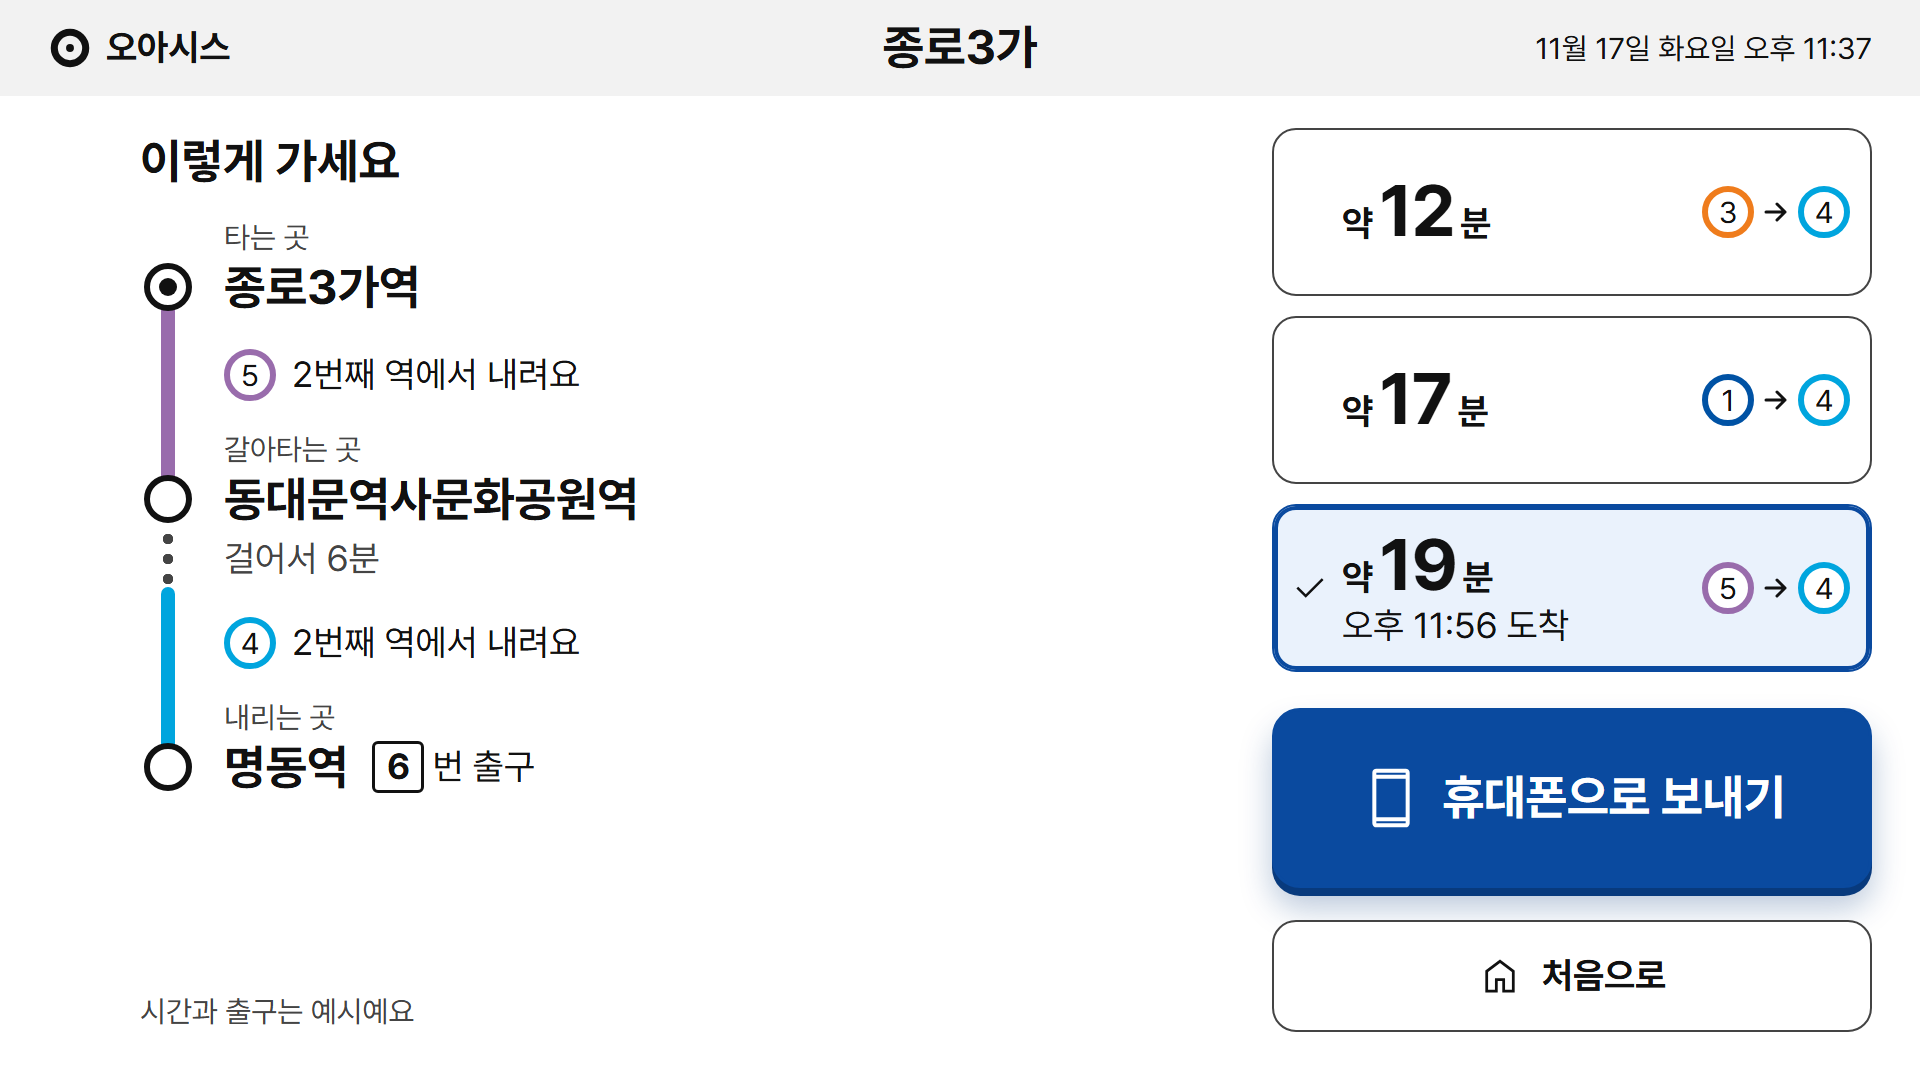 오아시스
종로3가
11월 17일 화요일 오후 11:37
이렇게 가세요
타는 곳
종로3가역
5 2번째 역에서 내려요
갈아타는 곳
동대문역사문화공원역
걸어서 6분
4 2번째 역에서 내려요
내리는 곳
명동역 6 번 출구
시간과 출구는 예시예요
약 12 분 3 → 4
약 17 분 1 → 4
약 19 분 5 → 4
오후 11:56 도착
휴대폰으로 보내기
처음으로